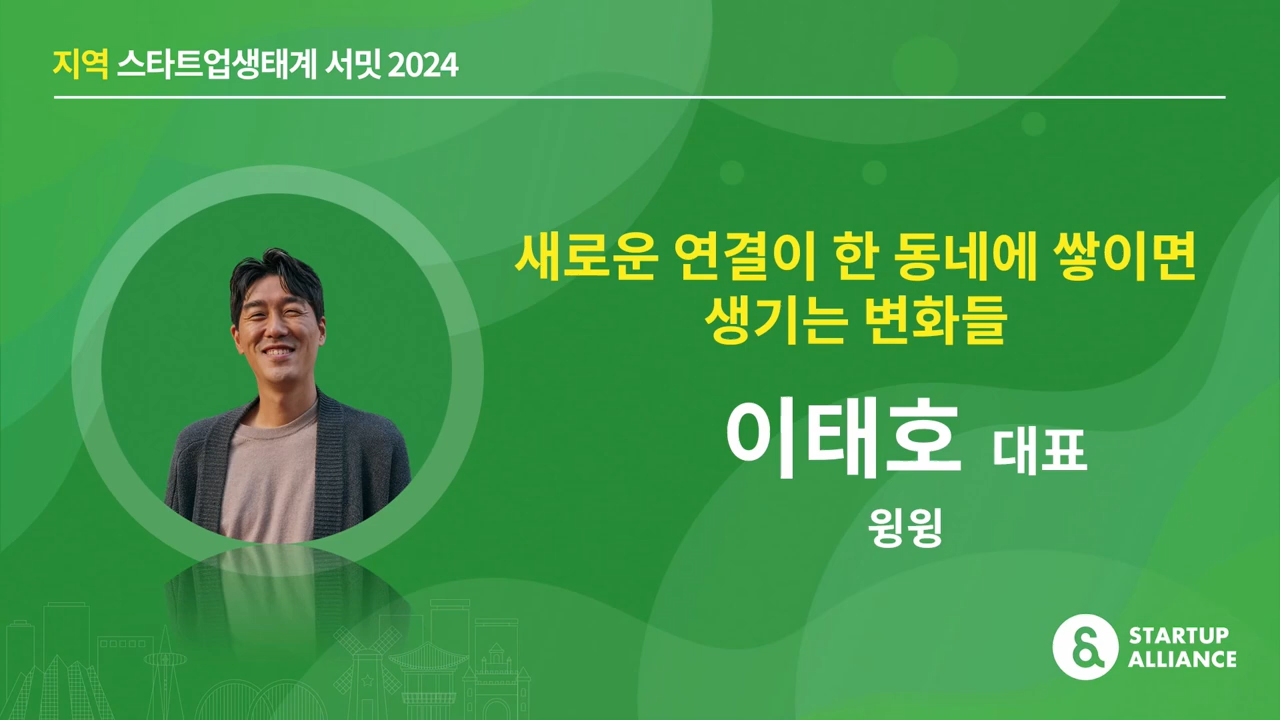 지역 스타트업생태계 서밋 2024
새로운 연결이 한 동네에 쌓이면
생기는 변화들
이태호 대표
윙윙
STARTUP
ALLIANCE